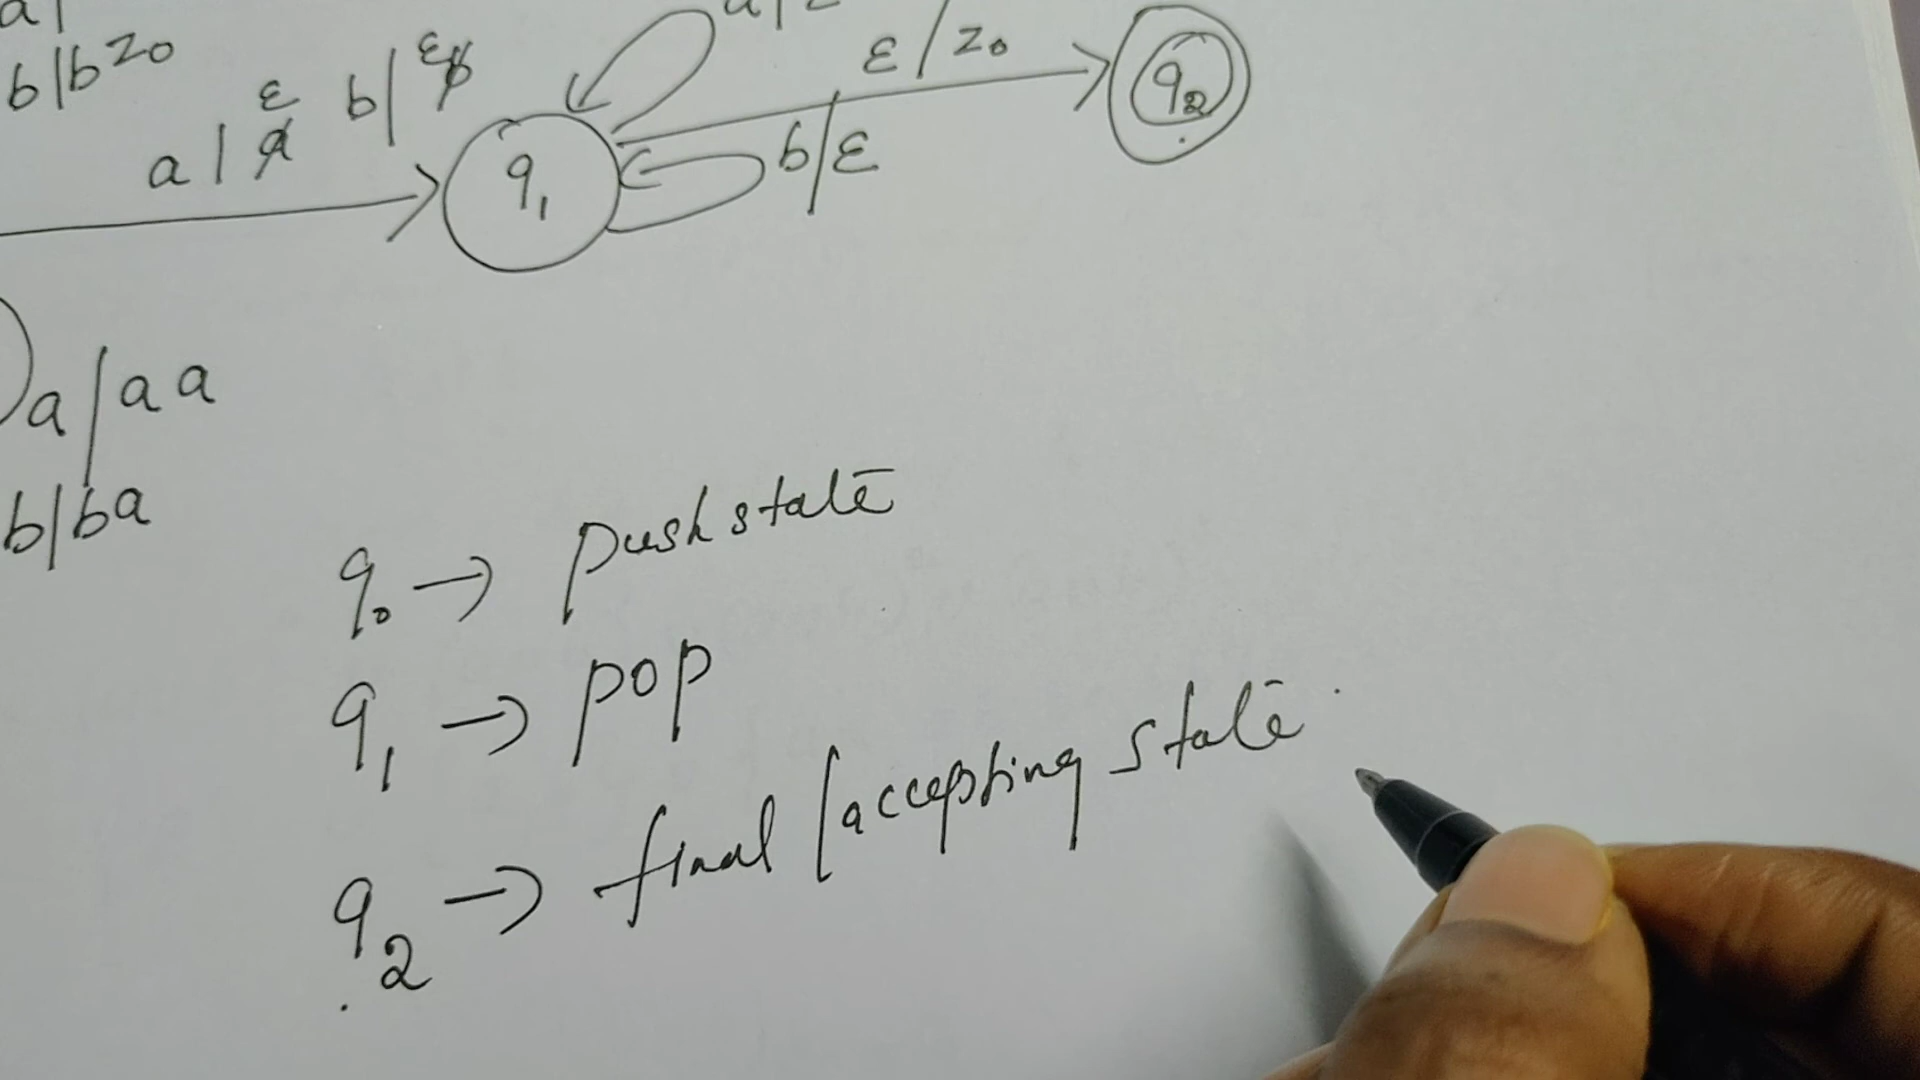 a|
b|bz₀
a|a ε b|b ε
q₁
a|ε
ε/z₀
b/ε
q₂
a/aa
b|ba
q₀ → push state
q₁ → pop
q₂ → final/accepting state